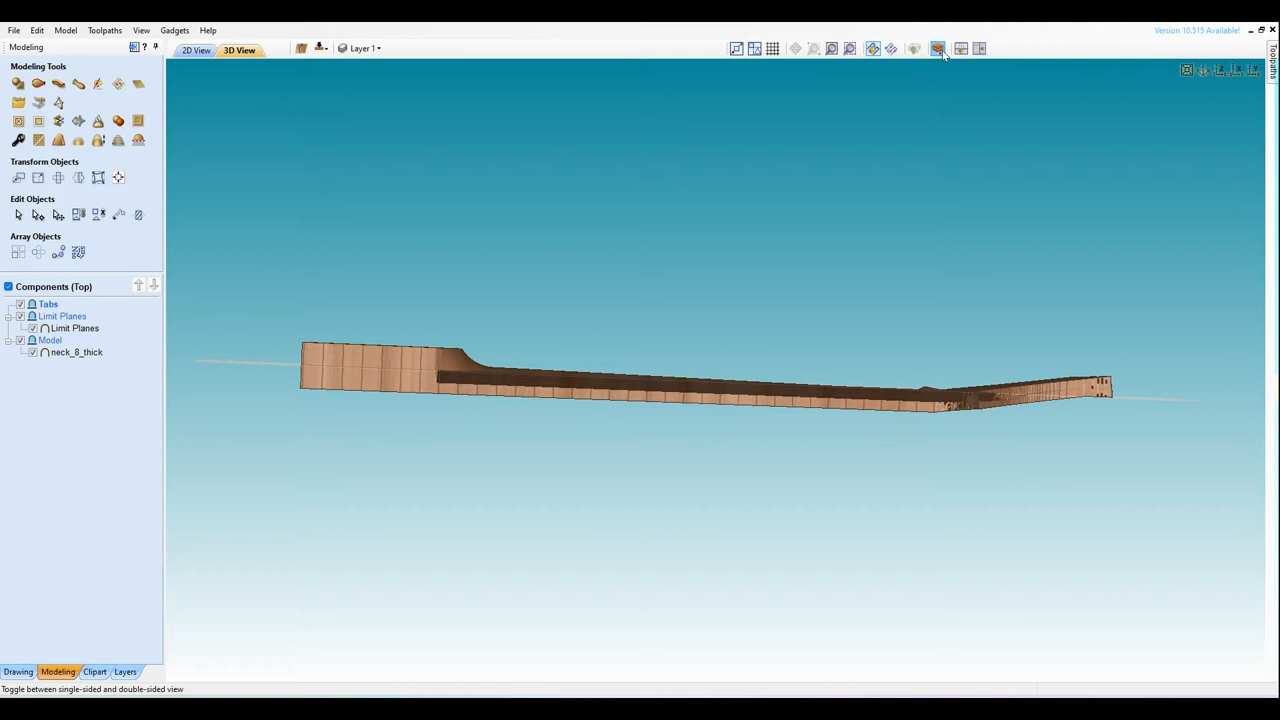 File Edit Model Toolpaths View Gadgets Help
Version 10.515 Available!
Modeling
2D View 3D View
Layer 1
Toolpaths
Modeling Tools
Transform Objects
Edit Objects
Array Objects
Components (Top)
Tabs
Limit Planes
Limit Planes
Model
neck_8_thick
Drawing Modeling Clipart Layers
Toggle between single-sided and double-sided view